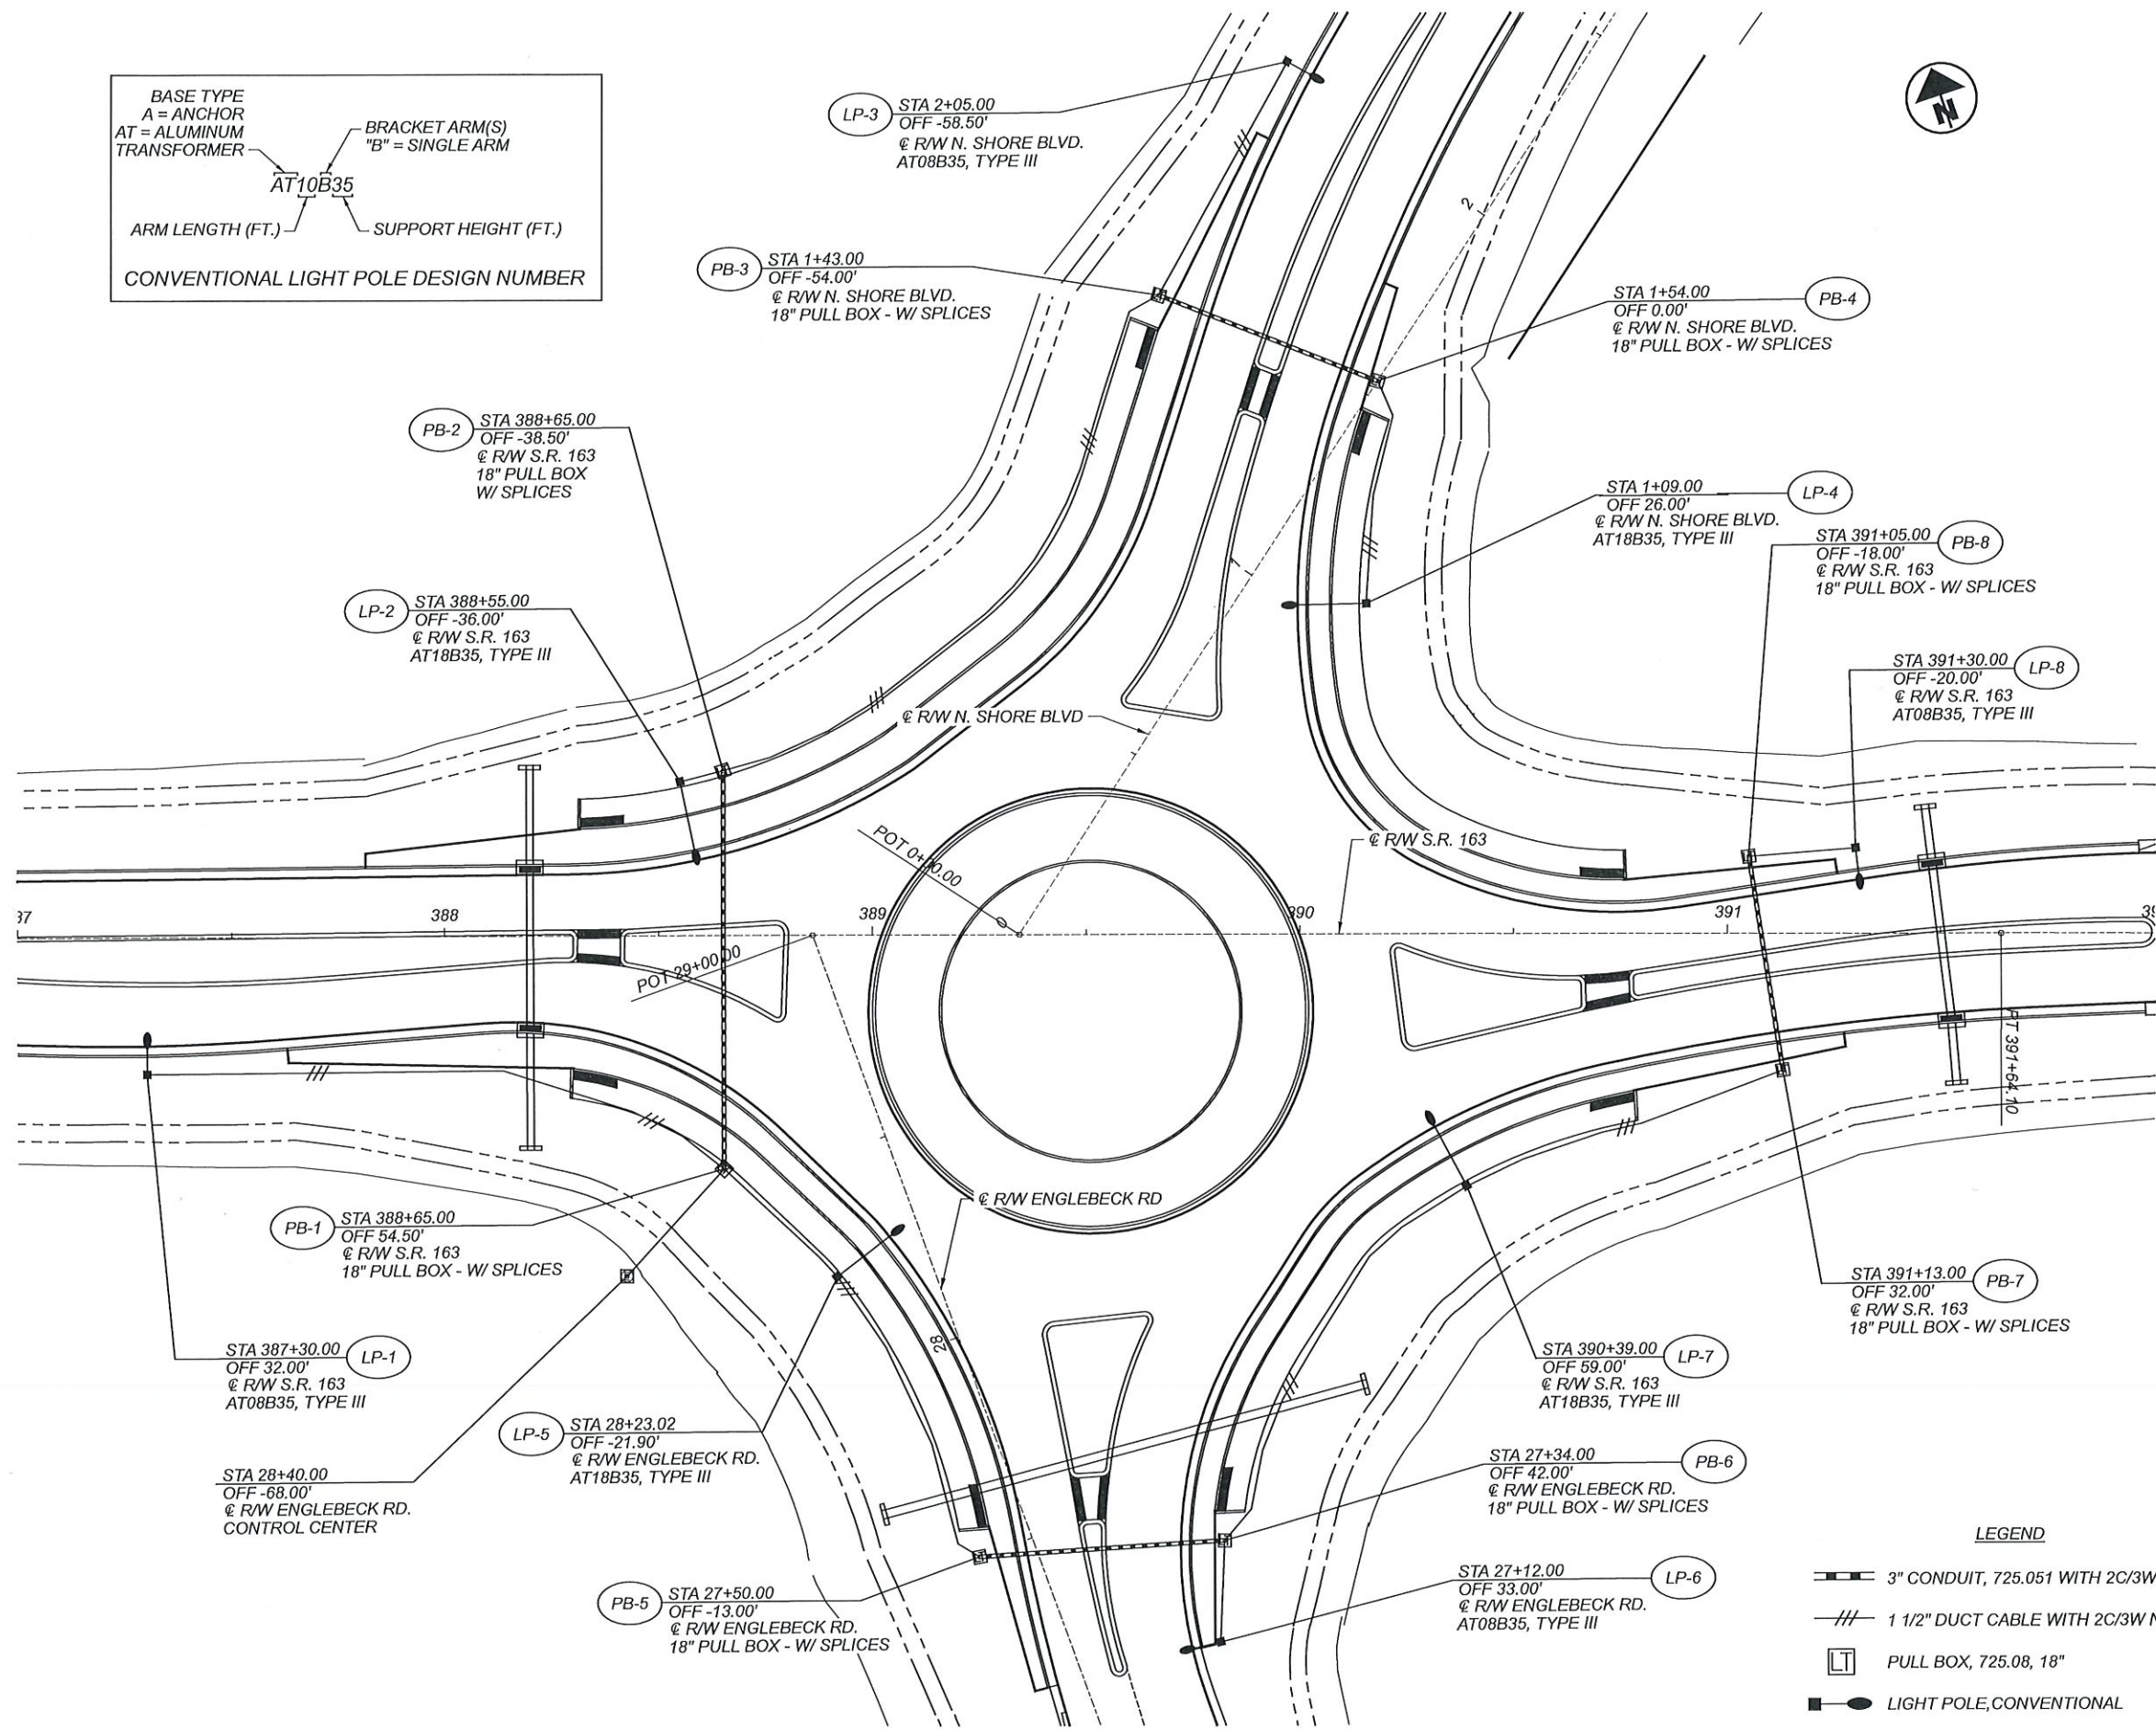 BASE TYPE
A = ANCHOR
AT = ALUMINUM
TRANSFORMER
BRACKET ARM(S)
"B" = SINGLE ARM
AT10B35
ARM LENGTH (FT.)
SUPPORT HEIGHT (FT.)
CONVENTIONAL LIGHT POLE DESIGN NUMBER
N
LP-3
STA 2+05.00
OFF -58.50'
℄ R/W N. SHORE BLVD.
AT08B35, TYPE III
PB-3
STA 1+43.00
OFF -54.00'
℄ R/W N. SHORE BLVD.
18" PULL BOX - W/ SPLICES
2
STA 1+54.00
OFF 0.00'
℄ R/W N. SHORE BLVD.
18" PULL BOX - W/ SPLICES
PB-4
PB-2
STA 388+65.00
OFF -38.50'
℄ R/W S.R. 163
18" PULL BOX
W/ SPLICES
STA 1+09.00
OFF 26.00'
℄ R/W N. SHORE BLVD.
AT18B35, TYPE III
LP-4
STA 391+05.00
OFF -18.00'
℄ R/W S.R. 163
18" PULL BOX - W/ SPLICES
PB-8
LP-2
STA 388+55.00
OFF -36.00'
℄ R/W S.R. 163
AT18B35, TYPE III
1
STA 391+30.00
OFF -20.00'
℄ R/W S.R. 163
AT08B35, TYPE III
LP-8
℄ R/W N. SHORE BLVD
POT 0+00.00
℄ R/W S.R. 163
37
388
389
390
391
39
POT 29+00.00
PT 391+64.10
℄ R/W ENGLEBECK RD
PB-1
STA 388+65.00
OFF 54.50'
℄ R/W S.R. 163
18" PULL BOX - W/ SPLICES
STA 391+13.00
OFF 32.00'
℄ R/W S.R. 163
18" PULL BOX - W/ SPLICES
PB-7
28
STA 387+30.00
OFF 32.00'
℄ R/W S.R. 163
AT08B35, TYPE III
LP-1
STA 390+39.00
OFF 59.00'
℄ R/W S.R. 163
AT18B35, TYPE III
LP-7
LP-5
STA 28+23.02
OFF -21.90'
℄ R/W ENGLEBECK RD.
AT18B35, TYPE III
STA 28+40.00
OFF -68.00'
℄ R/W ENGLEBECK RD.
CONTROL CENTER
STA 27+34.00
OFF 42.00'
℄ R/W ENGLEBECK RD.
18" PULL BOX - W/ SPLICES
PB-6
PB-5
STA 27+50.00
OFF -13.00'
℄ R/W ENGLEBECK RD.
18" PULL BOX - W/ SPLICES
STA 27+12.00
OFF 33.00'
℄ R/W ENGLEBECK RD.
AT08B35, TYPE III
LP-6
LEGEND
3" CONDUIT, 725.051 WITH 2C/3W
1 1/2" DUCT CABLE WITH 2C/3W
LT PULL BOX, 725.08, 18"
LIGHT POLE,CONVENTIONAL